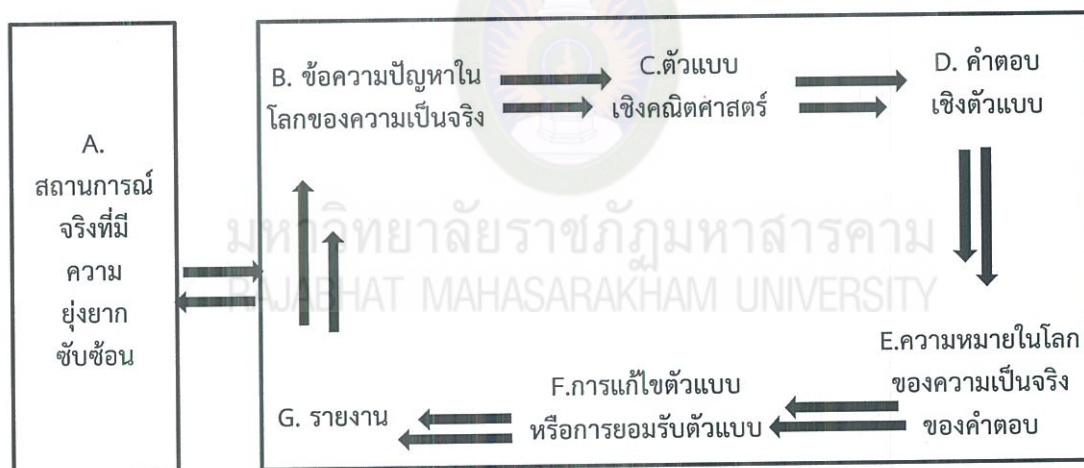 A.
สถานการณ์
จริงที่มี
ความ
ยุ่งยาก
ซับซ้อน
B. ข้อความปัญหาใน
โลกของความเป็นจริง
C.ตัวแบบ
เชิงคณิตศาสตร์
D. คำตอบ
เชิงตัวแบบ
E.ความหมายในโลก
ของความเป็นจริง
ของคำตอบ
F.การแก้ไขตัวแบบ
หรือการยอมรับตัวแบบ
G. รายงาน
มหาวิทยาลัยราชภัฏมหาสารคาม
RAJABHAT MAHASARAKHAM UNIVERSITY